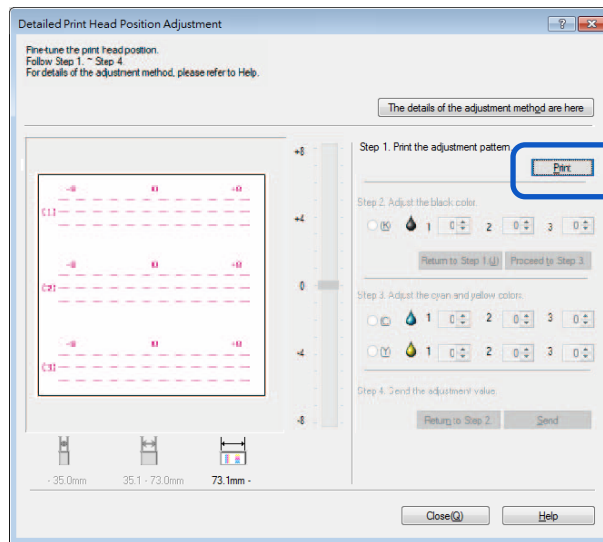 Detailed Print Head Position Adjustment
Fine-tune the print head position.
Follow Step 1. ~ Step 4.
For details of the adjustment method, please refer to Help.
The details of the adjustment method are here
Step 1. Print the adjustment pattern.
Print
+8
+4
0
-4
-8
-8 0 +8
(1)
-8 0 +8
(2)
-8 0 +8
(3)
- 35.0mm 35.1 - 73.0mm 73.1mm -
Step 2. Adjust the black color.
(K) 1 0 2 0 3 0
Return to Step 1.(U) Proceed to Step 3.
Step 3. Adjust the cyan and yellow colors.
(C) 1 0 2 0 3 0
(Y) 1 0 2 0 3 0
Step 4. Send the adjustment value.
Return to Step 2. Send
Close(Q) Help